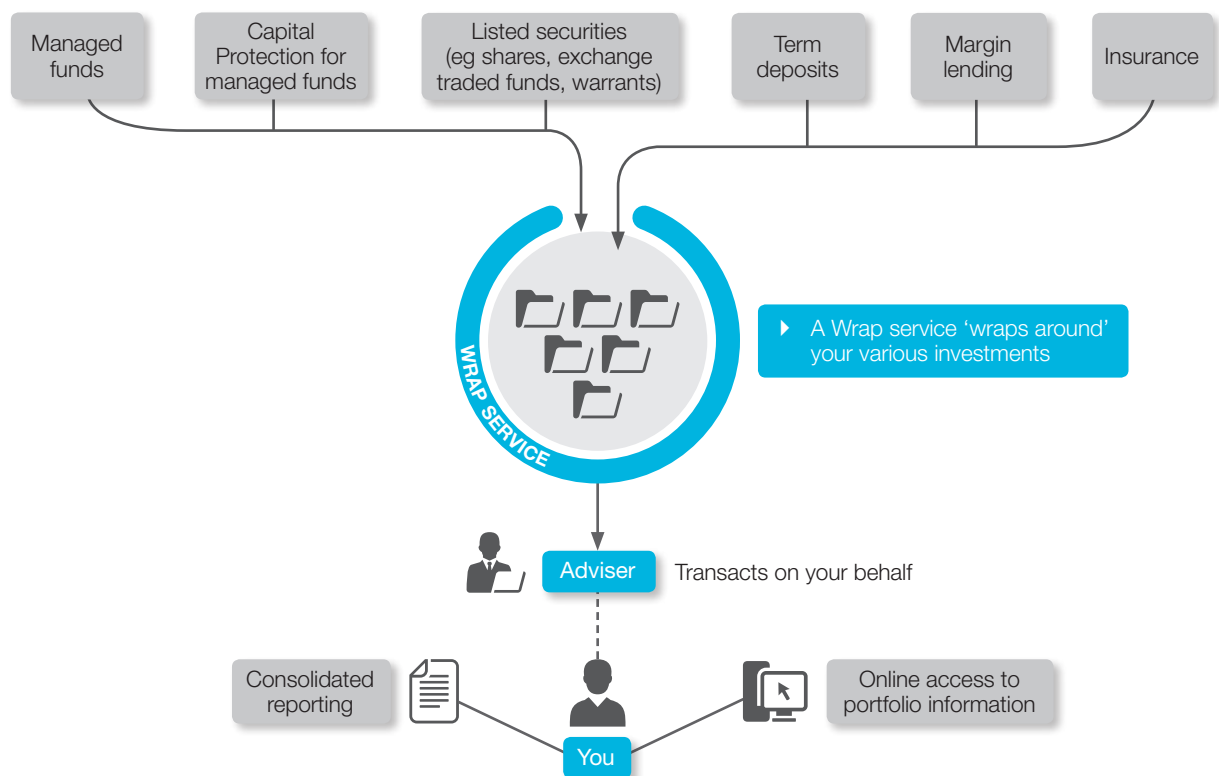 Managed
funds
Capital
Protection for
managed funds
Listed securities
(eg shares, exchange
traded funds, warrants)
Term
deposits
Margin
lending
Insurance
WRAP SERVICE
A Wrap service ‘wraps around’
your various investments
Adviser
Transacts on your behalf
Consolidated
reporting
Online access to
portfolio information
You